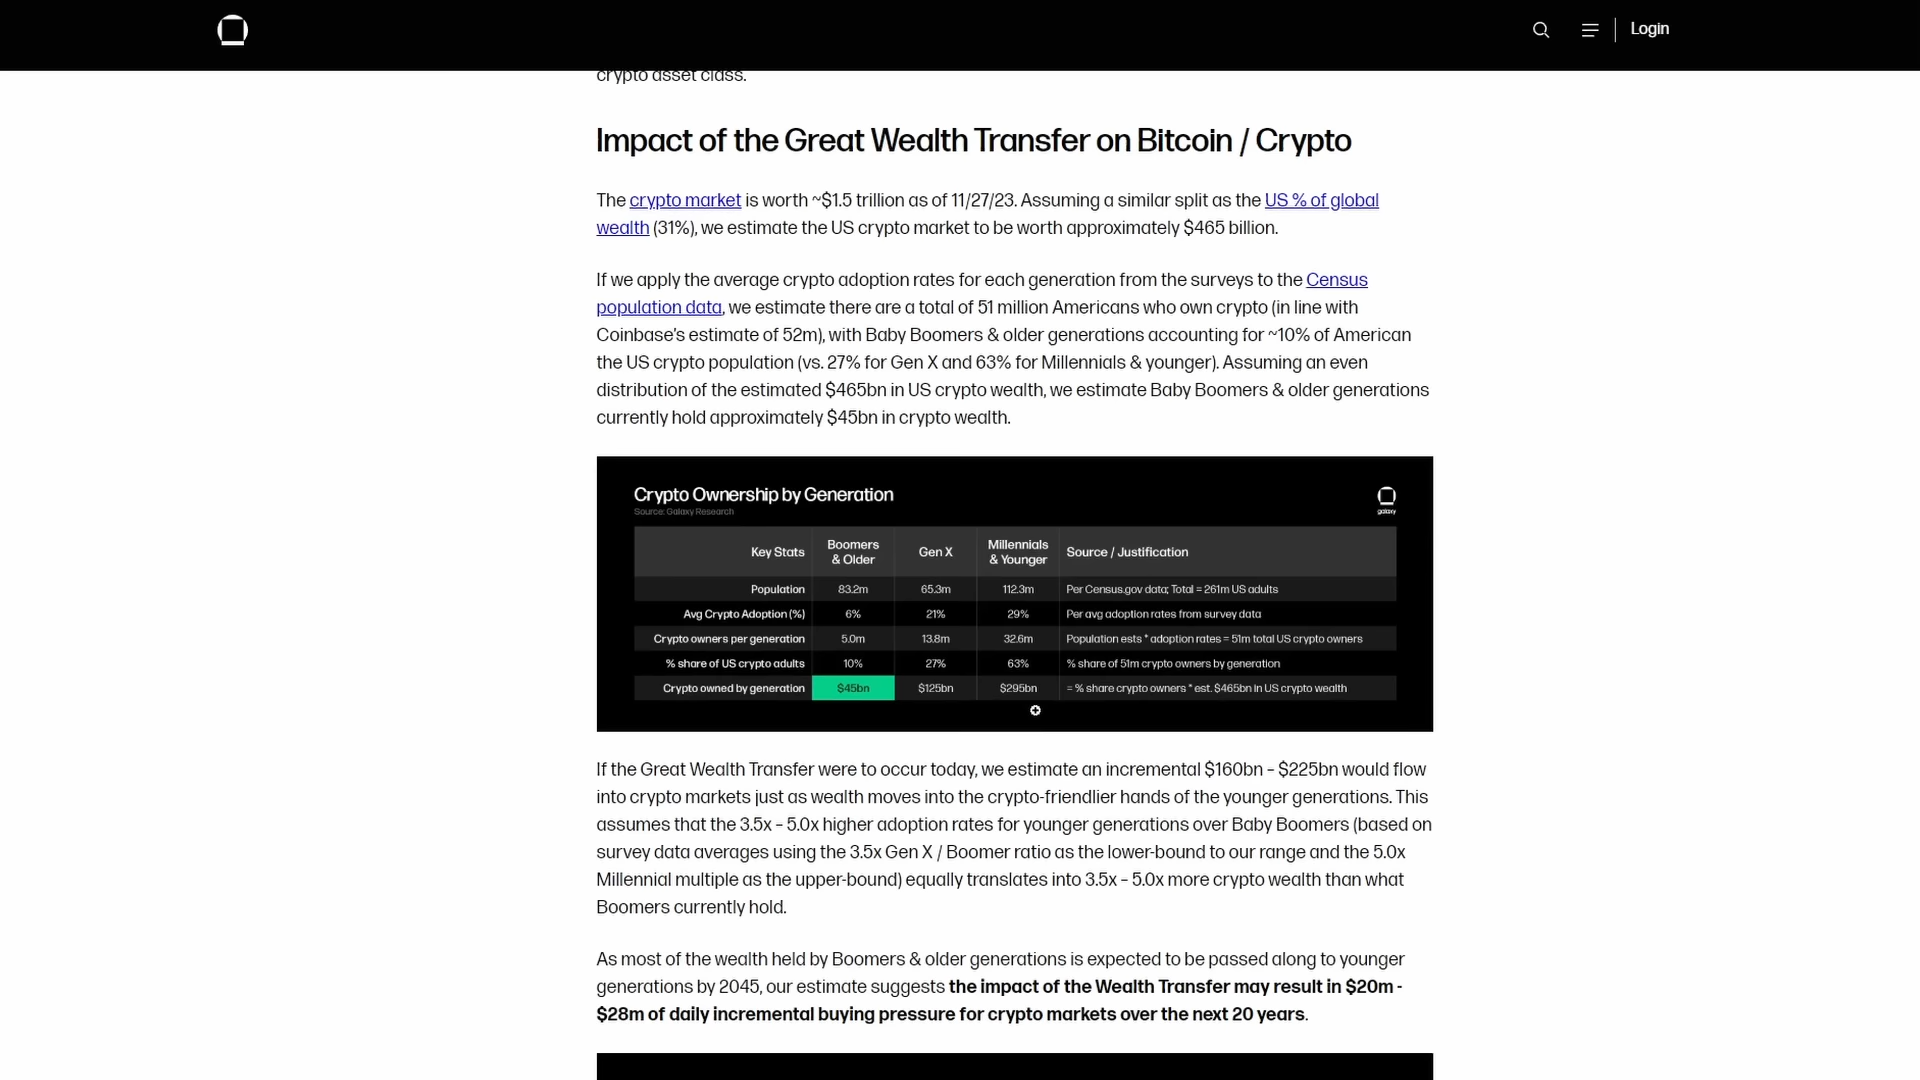 Login
crypto asset class.
Impact of the Great Wealth Transfer on Bitcoin / Crypto
The crypto market is worth ~$1.5 trillion as of 11/27/23. Assuming a similar split as the US % of global
wealth (31%), we estimate the US crypto market to be worth approximately $465 billion.
If we apply the average crypto adoption rates for each generation from the surveys to the Census
population data, we estimate there are a total of 51 million Americans who own crypto (in line with
Coinbase's estimate of 52m), with Baby Boomers & older generations accounting for ~10% of American
the US crypto population (vs. 27% for Gen X and 63% for Millennials & younger). Assuming an even
distribution of the estimated $465bn in US crypto wealth, we estimate Baby Boomers & older generations
currently hold approximately $45bn in crypto wealth.
Crypto Ownership by Generation
Source: Galaxy Research
galaxy
Key Stats Boomers & Older Gen X Millennials & Younger Source / Justification
Population 83.2m 65.3m 112.3m Per Census.gov data; Total = 261m US adults
Avg Crypto Adoption (%) 6% 21% 29% Per avg adoption rates from survey data
Crypto owners per generation 5.0m 13.8m 32.6m Population ests * adoption rates = 51m total US crypto owners
% share of US crypto adults 10% 27% 63% % share of 51m crypto owners by generation
Crypto owned by generation $45bn $125bn $295bn = % share crypto owners * est. $465bn in US crypto wealth
If the Great Wealth Transfer were to occur today, we estimate an incremental $160bn – $225bn would flow
into crypto markets just as wealth moves into the crypto-friendlier hands of the younger generations. This
assumes that the 3.5x – 5.0x higher adoption rates for younger generations over Baby Boomers (based on
survey data averages using the 3.5x Gen X / Boomer ratio as the lower-bound to our range and the 5.0x
Millennial multiple as the upper-bound) equally translates into 3.5x – 5.0x more crypto wealth than what
Boomers currently hold.
As most of the wealth held by Boomers & older generations is expected to be passed along to younger
generations by 2045, our estimate suggests the impact of the Wealth Transfer may result in $20m -
$28m of daily incremental buying pressure for crypto markets over the next 20 years.